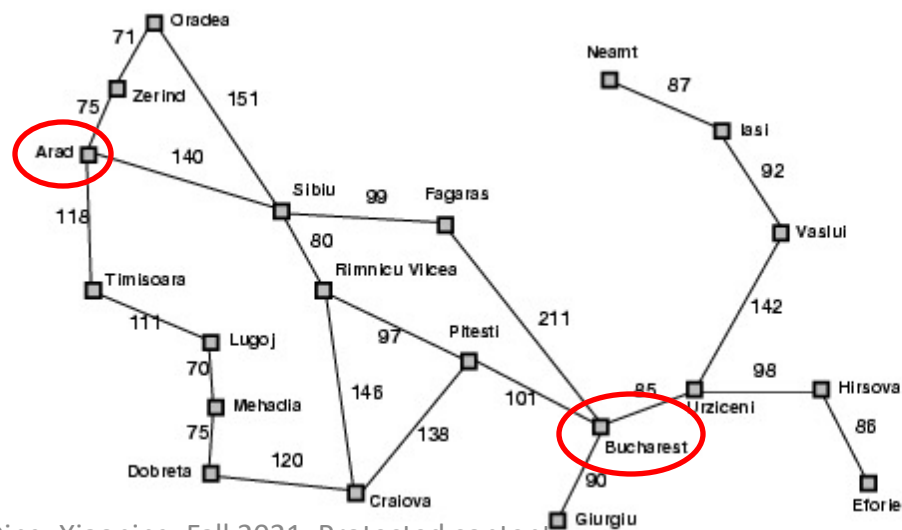 Oradea
71
Neamt
87
Zerind
151
75
Iasi
Arad
140
92
Sibiu
99
Fagaras
118
80
Vaslui
Timisoara
Rimnicu Vilcea
111
142
Lugoj
97
Pitesti
211
70
98
Hirsova
146
101
85
Urziceni
Mehadia
75
138
86
Bucharest
Dobreta
120
90
Craiova
Eforie
Giurgiu
Fall 2021